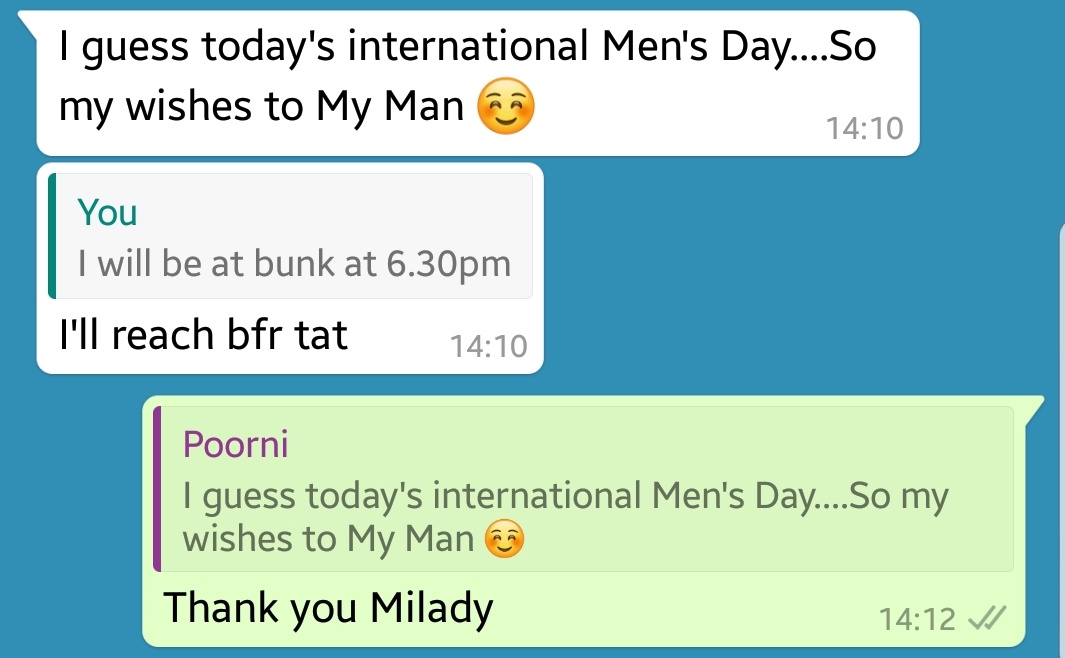 I guess today's international Men's Day....So
my wishes to My Man ☺️
14:10
You
I will be at bunk at 6.30pm
I'll reach bfr tat
14:10
Poorni
I guess today's international Men's Day....So my
wishes to My Man ☺️
Thank you Milady
14:12